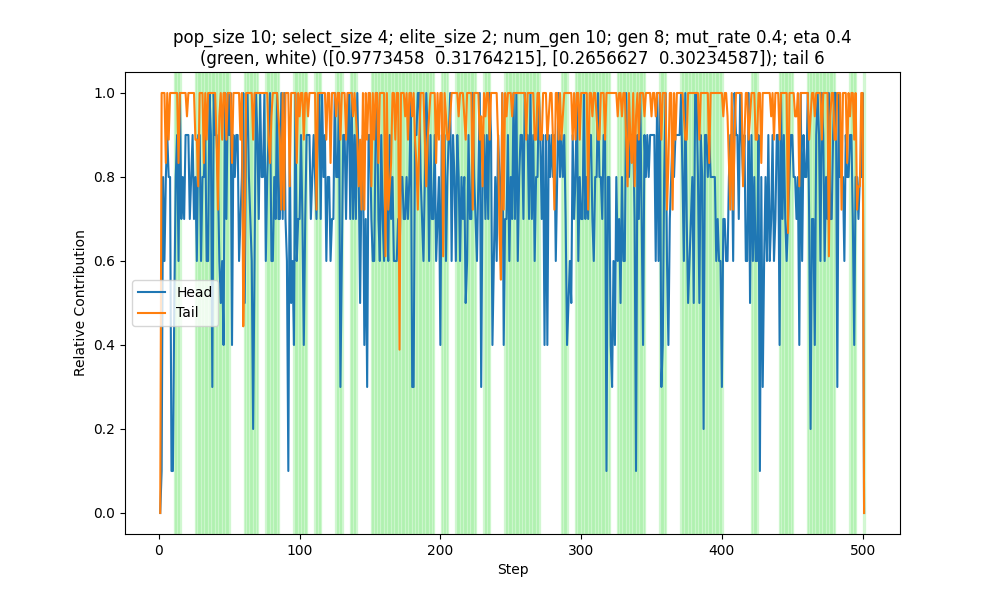 pop_size 10; select_size 4; elite_size 2; num_gen 10; gen 8; mut_rate 0.4; eta 0.4
(green, white) ([0.9773458  0.31764215], [0.2656627  0.30234587]); tail 6
1.0
0.8
0.6
0.4
0.2
0.0
Relative Contribution
Head
Tail
0
100
200
300
400
500
Step